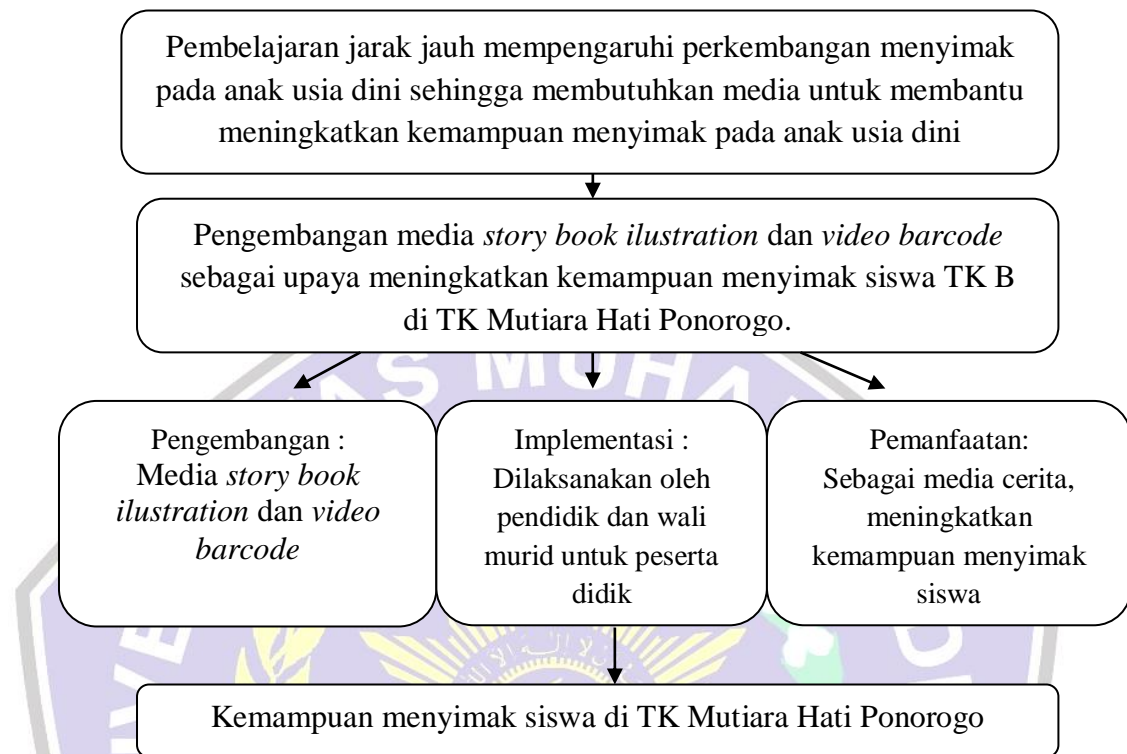 Pembelajaran jarak jauh mempengaruhi perkembangan menyimak
pada anak usia dini sehingga membutuhkan media untuk membantu
meningkatkan kemampuan menyimak pada anak usia dini
Pengembangan media story book ilustration dan video barcode
sebagai upaya meningkatkan kemampuan menyimak siswa TK B
di TK Mutiara Hati Ponorogo.
Pengembangan :
Media story book
ilustration dan video
barcode
Implementasi :
Dilaksanakan oleh
pendidik dan wali
murid untuk peserta
didik
Pemanfaatan:
Sebagai media cerita,
meningkatkan
kemampuan menyimak
siswa
Kemampuan menyimak siswa di TK Mutiara Hati Ponorogo